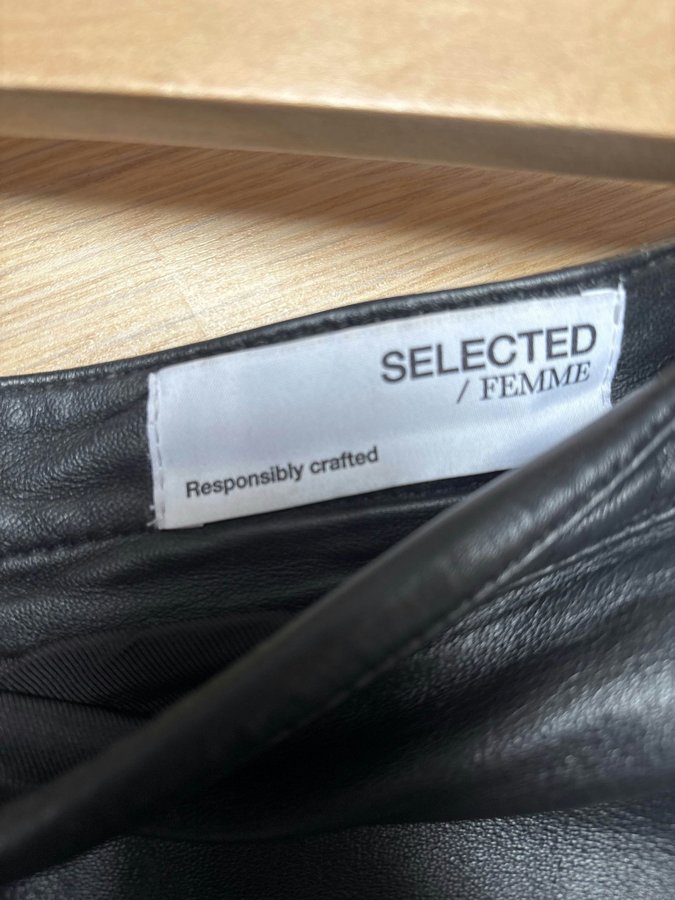 SELECTED
/ FEMME
Responsibly crafted